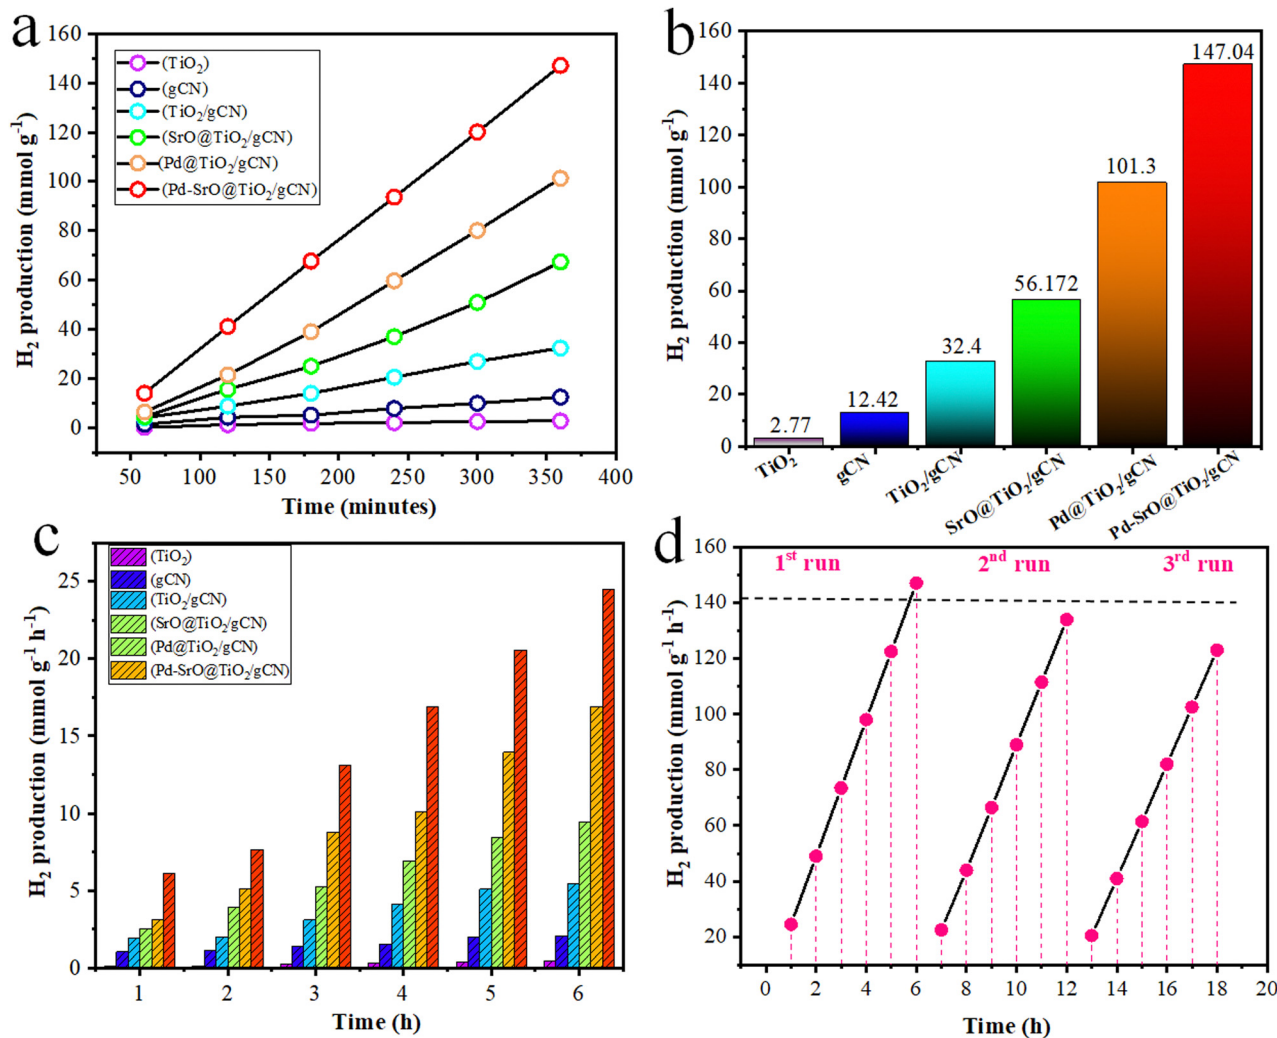 a
H2 production (mmol g-1)
160
140
120
100
80
60
40
20
0
(TiO2)
(gCN)
(TiO2/gCN)
(SrO@TiO2/gCN)
(Pd@TiO2/gCN)
(Pd-SrO@TiO2/gCN)
50 100 150 200 250 300 350 400
Time (minutes)
b
H2 production (mmol g-1)
160
140
120
100
80
60
40
20
0
2.77
12.42
32.4
56.172
101.3
147.04
TiO2
gCN
TiO2/gCN
SrO@TiO2/gCN
Pd@TiO2/gCN
Pd-SrO@TiO2/gCN
c
H2 production (mmol g-1 h-1)
25
20
15
10
5
0
(TiO2)
(gCN)
(TiO2/gCN)
(SrO@TiO2/gCN)
(Pd@TiO2/gCN)
(Pd-SrO@TiO2/gCN)
1 2 3 4 5 6
Time (h)
d
H2 production (mmol g-1 h-1)
160
140
120
100
80
60
40
20
1st run 2nd run 3rd run
0 2 4 6 8 10 12 14 16 18 20
Time (h)